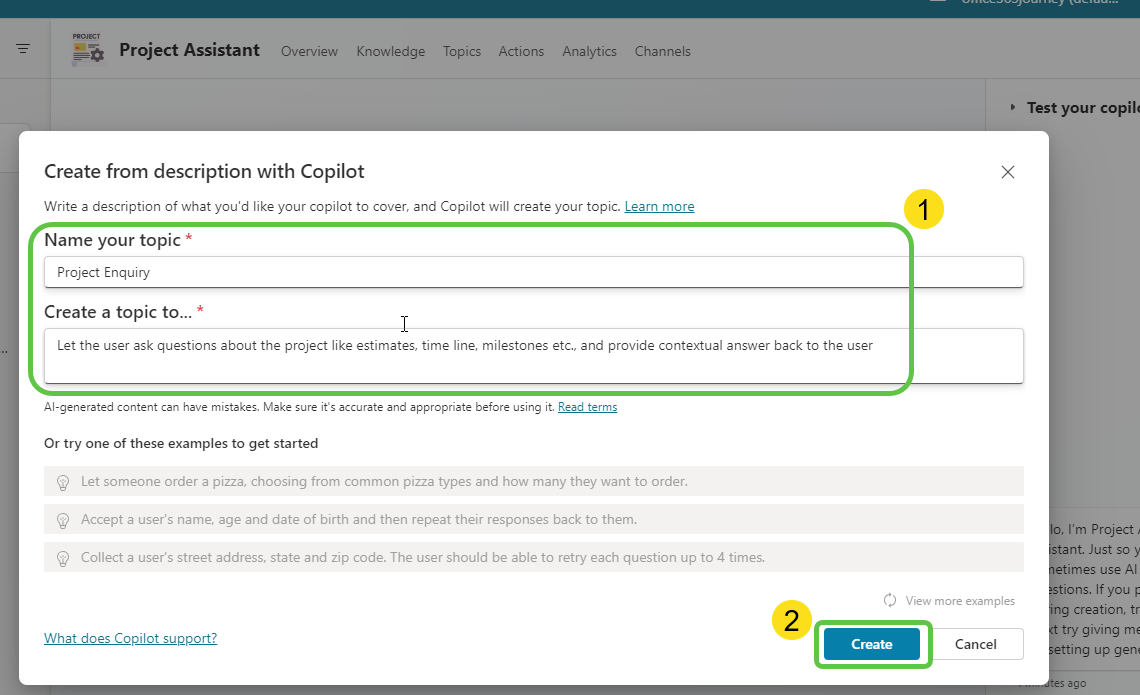 PROJECT
Project Assistant Overview Knowledge Topics Actions Analytics Channels
Test your copil
Create from description with Copilot
Write a description of what you'd like your copilot to cover, and Copilot will create your topic. Learn more
1
Name your topic *
Project Enquiry
Create a topic to... *
Let the user ask questions about the project like estimates, time line, milestones etc., and provide contextual answer back to the user
AI-generated content can have mistakes. Make sure it's accurate and appropriate before using it. Read terms
Or try one of these examples to get started
Let someone order a pizza, choosing from common pizza types and how many they want to order.
Accept a user's name, age and date of birth and then repeat their responses back to them.
Collect a user's street address, state and zip code. The user should be able to retry each question up to 4 times.
lo, I'm Project A
istant. Just so y
netimes use AI
estions. If you p
ring creation, tr
xt try giving me
setting up gene
View more examples
2
What does Copilot support?
Create
Cancel
utes ago